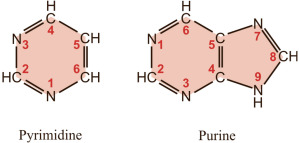 H C H C
N 3 4 5 CH N 1 6 5 C N 7
HC 2 1 6 CH HC 2 3 4 C 9 8 CH
N N N
H
Pyrimidine Purine